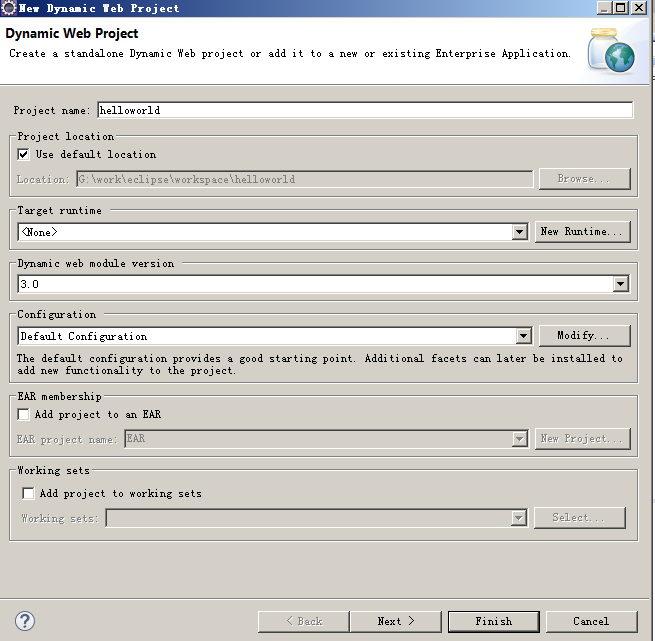 New Dynamic Web Project
Dynamic Web Project
Create a standalone Dynamic Web project or add it to a new or existing Enterprise Application.
Project name: helloworld
Project location
Use default location
Location: G:\work\eclipse\workspace\helloworld Browse...
Target runtime
<None> New Runtime...
Dynamic web module version
3.0
Configuration
Default Configuration Modify...
The default configuration provides a good starting point. Additional facets can later be installed to
add new functionality to the project.
EAR membership
Add project to an EAR
EAR project name: EAR New Project...
Working sets
Add project to working sets
Working sets: Select...
? < Back Next > Finish Cancel